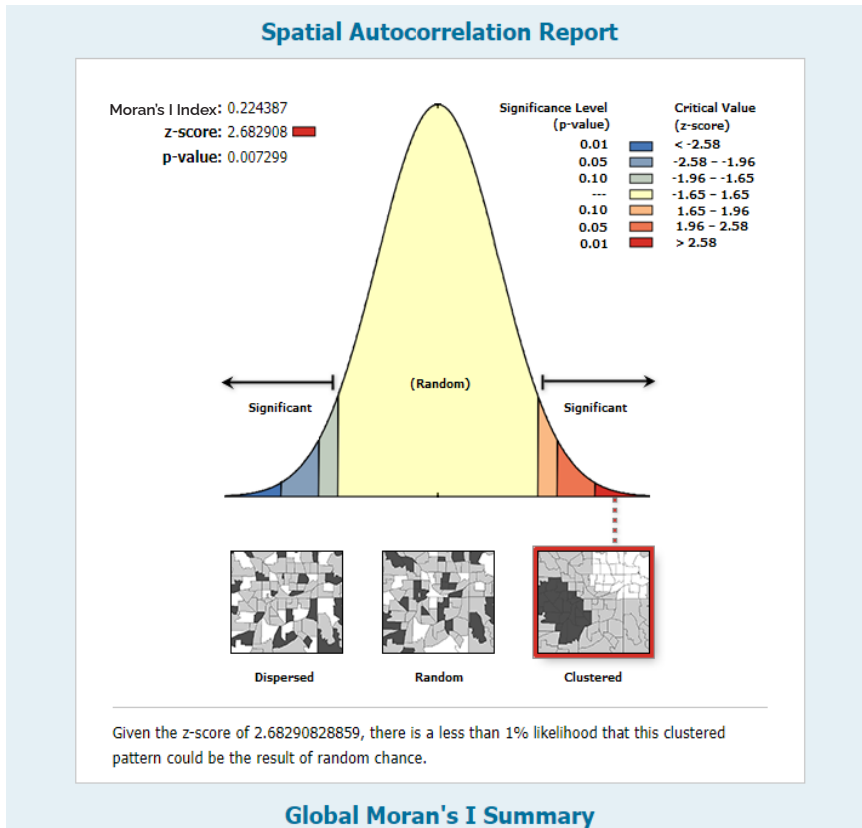 Spatial Autocorrelation Report
Moran's I Index: 0.224387
z-score: 2.682908
p-value: 0.007299
Significance Level
(p-value)
Critical Value
(z-score)
0.01 < -2.58
0.05 -2.58 – -1.96
0.10 -1.96 – -1.65
--- -1.65 – 1.65
0.10 1.65 – 1.96
0.05 1.96 – 2.58
0.01 > 2.58
Significant
(Random)
Significant
Dispersed
Random
Clustered
Given the z-score of 2.68290828859, there is a less than 1% likelihood that this clustered
pattern could be the result of random chance.
Global Moran's I Summary